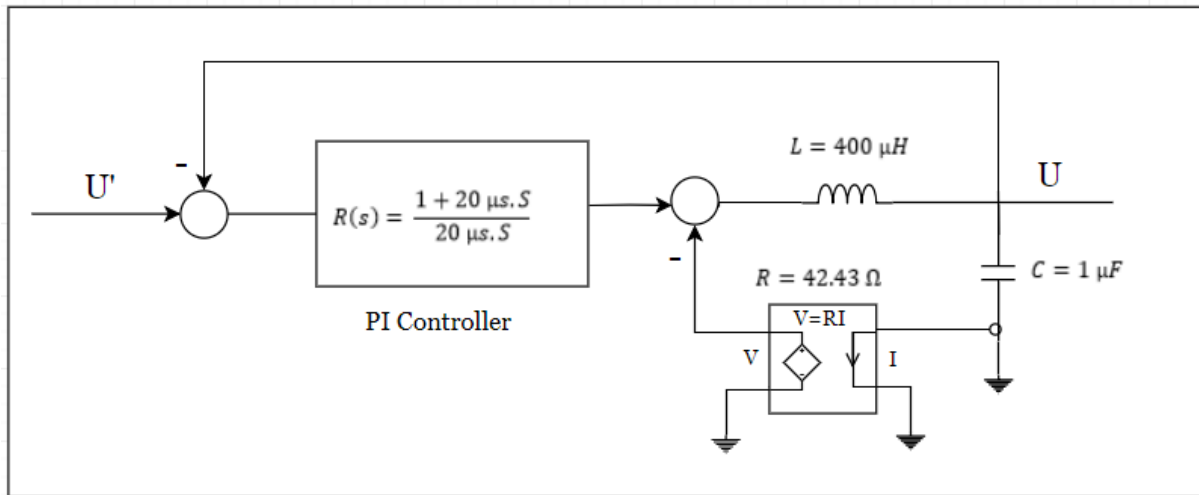 L = 400 μH
-
U'
U
R(s) = 1 + 20 μs.S
20 μs.S
-
C = 1 μF
R = 42.43 Ω
V=RI
PI Controller
V
+
-
I